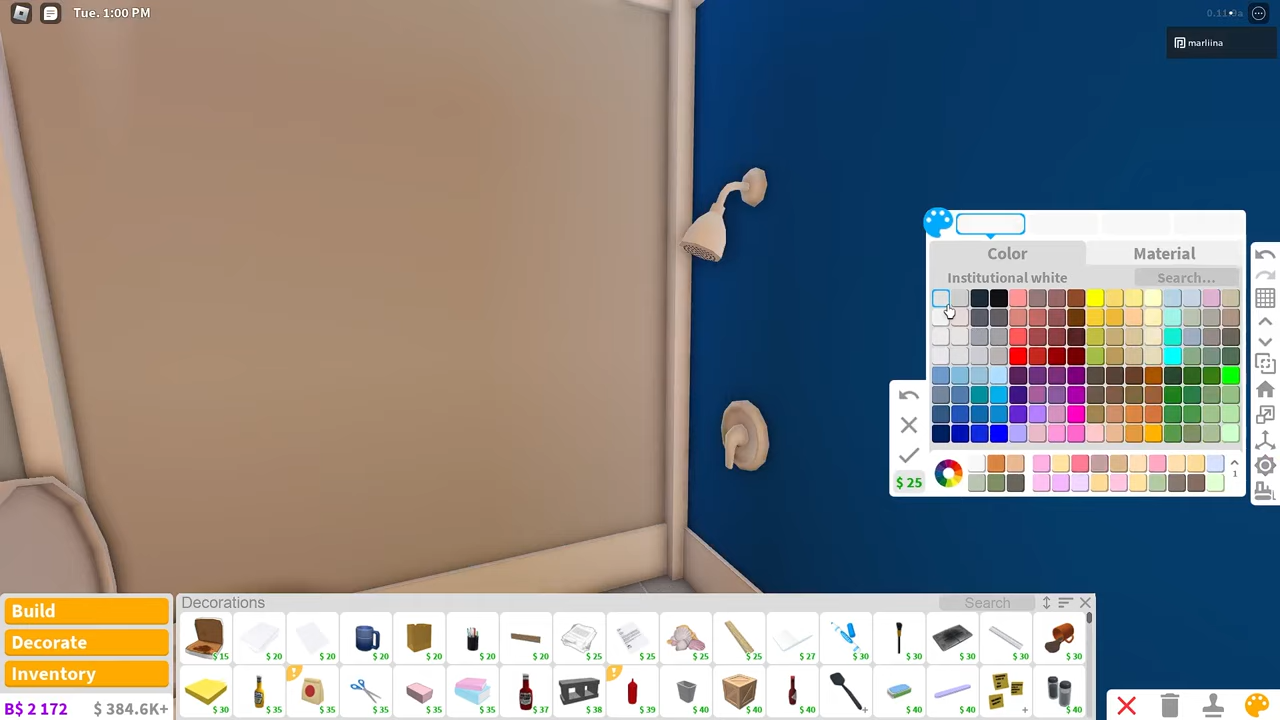 Tue. 1:00 PM
marliina
Color
Material
Institutional white
Search...
$ 25
1
Decorations
Search
$ 15
$ 20
$ 20
$ 20
$ 20
$ 20
$ 20
$ 25
$ 25
$ 25
$ 25
$ 27
$ 30
$ 30
$ 30
$ 30
$ 30
$ 30
$ 35
$ 35
$ 35
$ 35
$ 35
$ 37
$ 38
$ 39
$ 40
$ 40
$ 40
$ 40
$ 40
$ 40
$ 40
$ 40
Build
Decorate
Inventory
B$ 2 172
$ 384.6K+